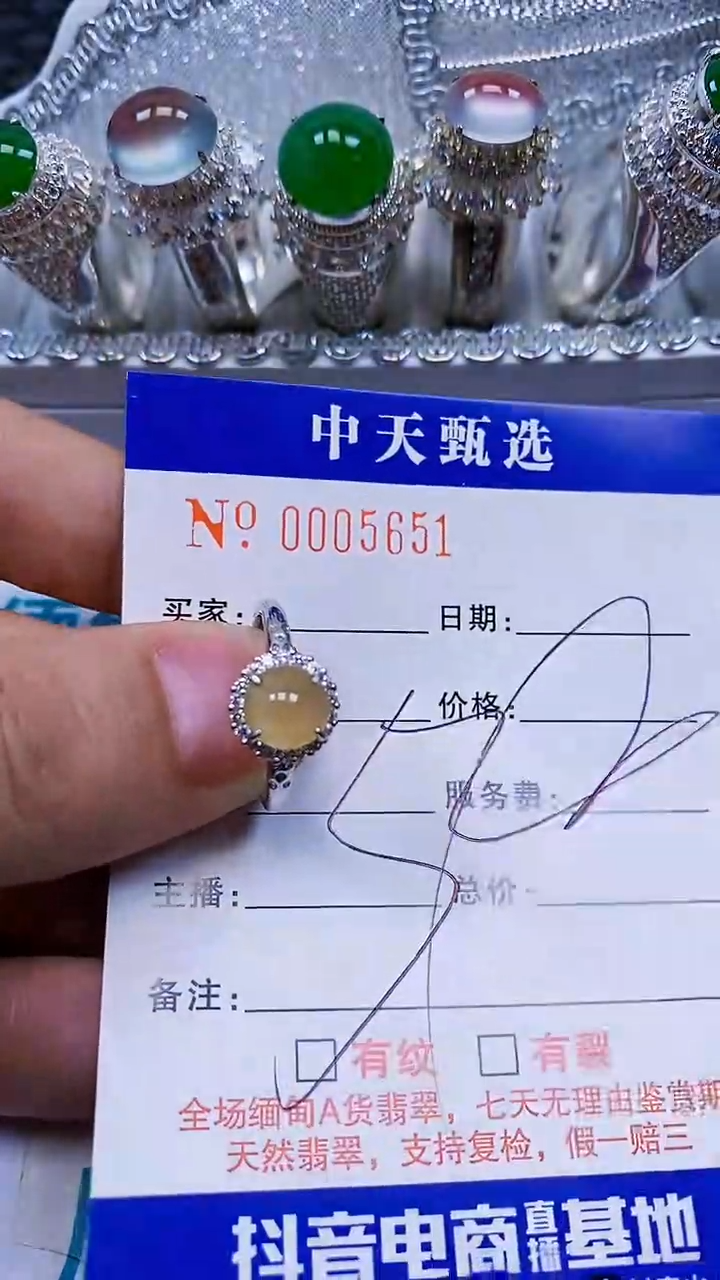 中天甄选
No. 0005651
买家: 日期:
价格:
服务费:
主播: 总价:
备注:
有纹 有裂
全场缅甸A货翡翠，七天无理由鉴赏期
天然翡翠，支持复检，假一赔三
抖音电商直播基地